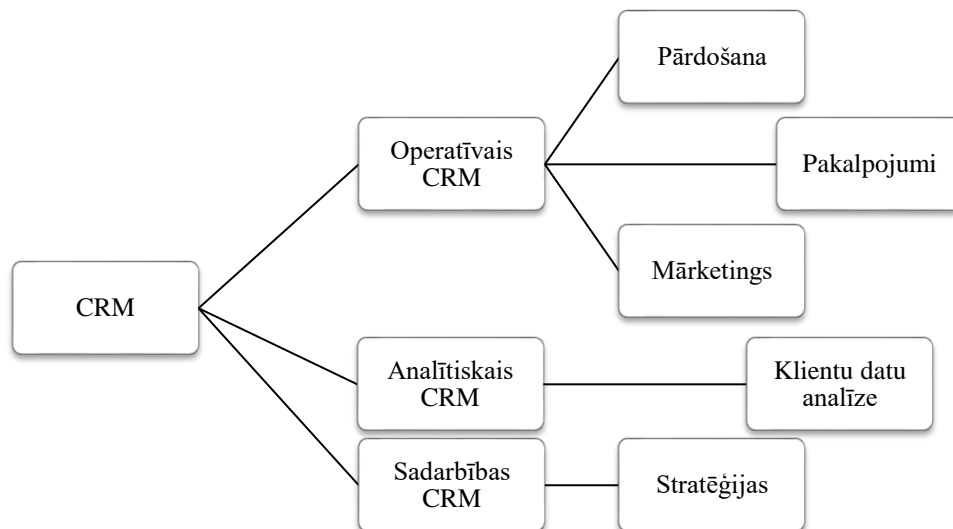 Pārdošana
Operatīvais
CRM
Pakalpojumi
Mārketings
CRM
Analītiskais
CRM
Klientu datu
analīze
Sadarbības
CRM
Stratēģijas